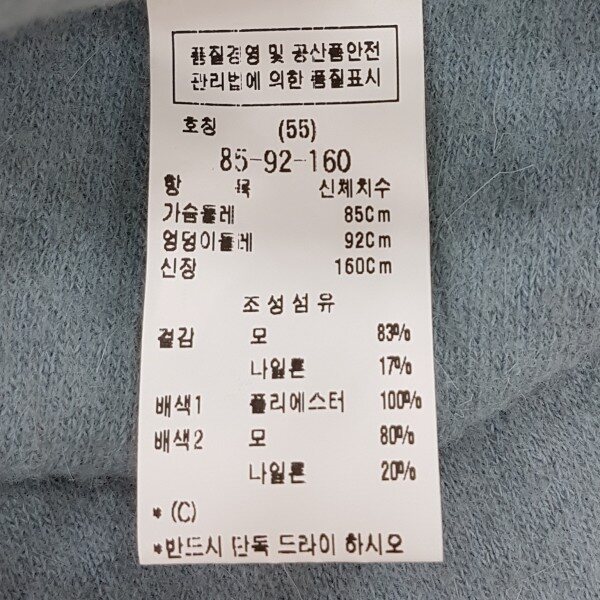 품질경영 및 공산품안전
관리법에 의한 품질표시
호칭 (55)
85-92-160
항 목 신체치수
가슴둘레 85Cm
엉덩이둘레 92Cm
신장 160Cm
조성섬유
겉감 모 83%
나일론 17%
배색1 폴리에스터 100%
배색2 모 80%
나일론 20%
* (C)
*반드시 단독 드라이 하시오